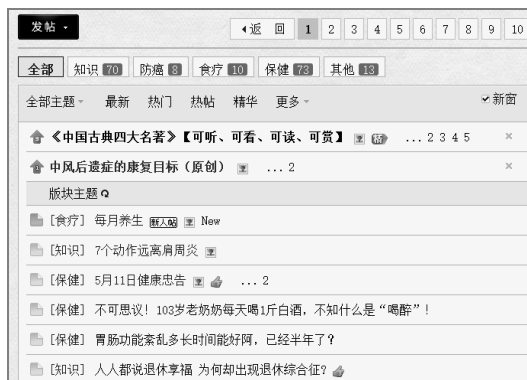 发帖
返 回 1 2 3 4 5 6 7 8 9 10
全部 知识 70 防癌 8 食疗 10 保健 73 其他 13
全部主题 最新 热门 热帖 精华 更多 新窗
《中国古典四大名著》【可听、可看、可读、可赏】 ... 2 3 4 5
中风后遗症的康复目标（原创） ... 2
版块主题
[食疗] 每月养生 新人帖 New
[知识] 7个动作远离肩周炎
[保健] 5月11日健康忠告 ... 2
[保健] 不可思议！103岁老奶奶每天喝1斤白酒，不知什么是“喝醉”！
[保健] 胃肠功能紊乱多长时间能好阿，已经半年了？
[知识] 人人都说退休享福 为何却出现退休综合征？